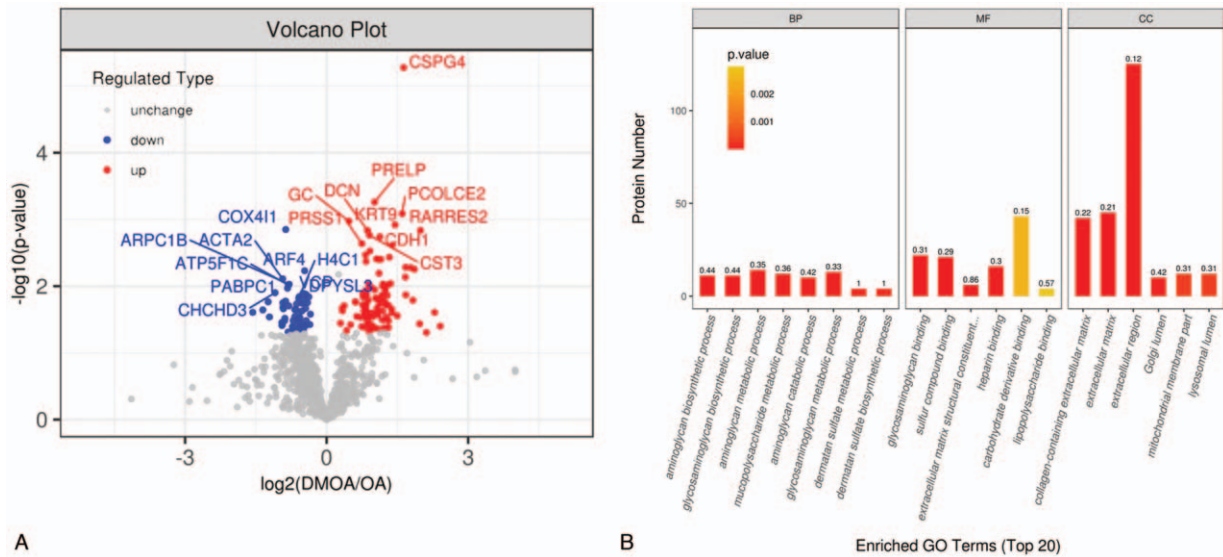 Volcano Plot
CSPG4
Regulated Type
unchange
down
up
PRELP
DCN
GC
PCOLCE2
KRT9
RARRES2
PRSS1
COX4I1
CDH1
ARPC1B
ACTA2
CST3
ARF4
H4C1
ATP5F1C
CP
DPYSL3
PABPC1
CHCHD3
-log10(p-value)
4
3
2
0
-3
0
3
log2(DMOA/OA)
A
BP
MF
CC
p.value
0.002
0.001
Protein Number
100
50
0
0.44
0.44
0.35
0.36
0.42
0.33
1
1
0.31
0.29
0.86
0.3
0.15
0.57
0.22
0.21
0.12
0.42
0.31
0.31
aminoglycan biosynthetic process
glycosaminoglycan biosynthetic process
aminoglycan metabolic process
mucopolysaccharide metabolic process
aminoglycan catabolic process
glycosaminoglycan metabolic process
dermatan sulfate metabolic process
dermatan sulfate biosynthetic process
glycosaminoglycan binding
sulfur compound binding
extracellular matrix structural constituent...
heparin binding
carbohydrate derivative binding
lipopolysaccharide binding
collagen-containing extracellular matrix
extracellular matrix
extracellular region
Golgi lumen
mitochondrial membrane part
lysosomal lumen
B
Enriched GO Terms (Top 20)